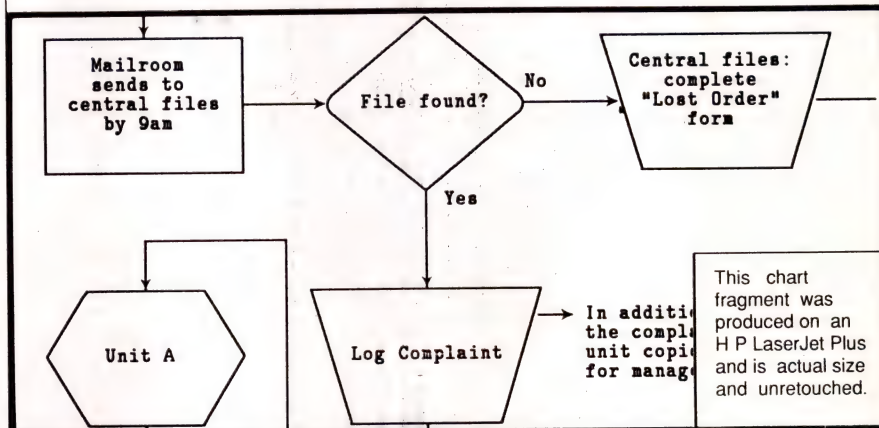 Mailroom
sends to
central files
by 9am
File found?
No
Central files:
complete
"Lost Order"
form
Yes
Unit A
Log Complaint
In additi
the compla
unit copi
for manag
This chart
fragment was
produced on an
H P LaserJet Plus
and is actual size
and unretouched.